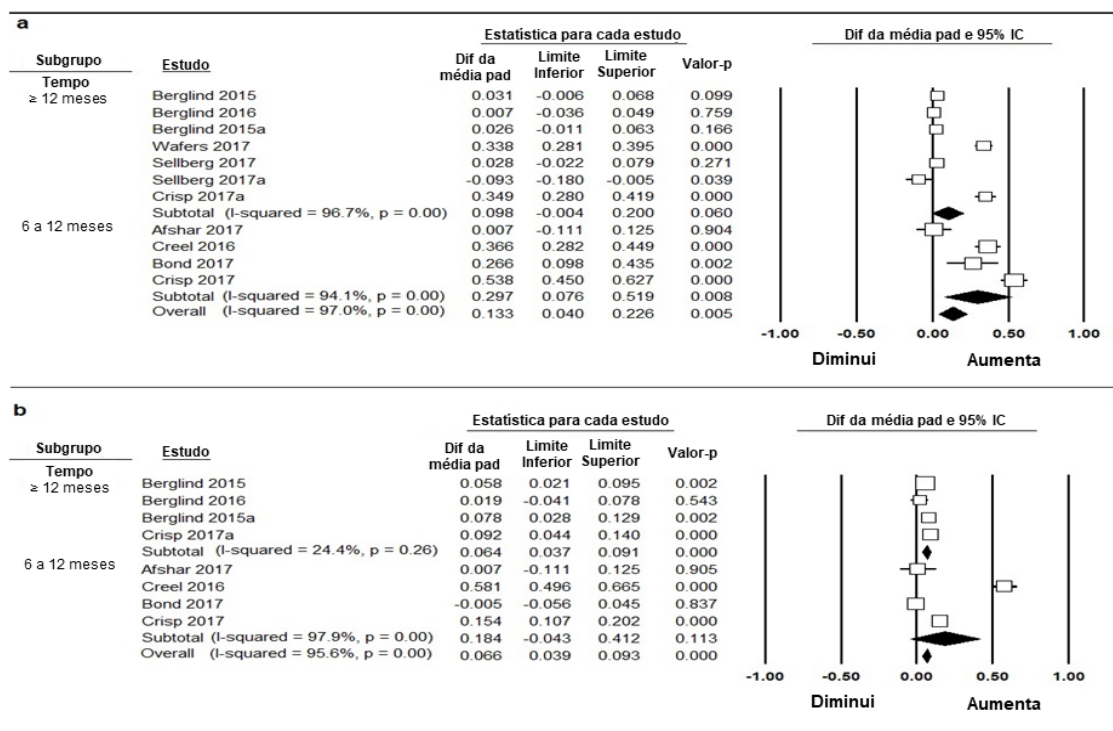 a
Estatística para cada estudo Dif da média pad e 95% IC
Subgrupo Estudo Dif da média pad Limite Inferior Limite Superior Valor-p
Tempo
≥ 12 meses
Berglind 2015 0.031 -0.006 0.068 0.099
Berglind 2016 0.007 -0.036 0.049 0.759
Berglind 2015a 0.026 -0.011 0.063 0.166
Wafers 2017 0.338 0.281 0.395 0.000
Sellberg 2017 0.028 -0.022 0.079 0.271
Sellberg 2017a -0.093 -0.180 -0.005 0.039
Crisp 2017a 0.349 0.280 0.419 0.000
Subtotal (I-squared = 96.7%, p = 0.00) 0.098 -0.004 0.200 0.060
6 a 12 meses
Afshar 2017 0.007 -0.111 0.125 0.904
Creel 2016 0.366 0.282 0.449 0.000
Bond 2017 0.266 0.098 0.435 0.002
Crisp 2017 0.538 0.450 0.627 0.000
Subtotal (I-squared = 94.1%, p = 0.00) 0.297 0.076 0.519 0.008
Overall (I-squared = 97.0%, p = 0.00) 0.133 0.040 0.226 0.005
-1.00 -0.50 0.00 0.50 1.00
Diminui Aumenta
b
Estatística para cada estudo Dif da média pad e 95% IC
Subgrupo Estudo Dif da média pad Limite Inferior Limite Superior Valor-p
Tempo
≥ 12 meses
Berglind 2015 0.058 0.021 0.095 0.002
Berglind 2016 0.019 -0.041 0.078 0.543
Berglind 2015a 0.078 0.028 0.129 0.002
Crisp 2017a 0.092 0.044 0.140 0.000
Subtotal (I-squared = 24.4%, p = 0.26) 0.064 0.037 0.091 0.000
6 a 12 meses
Afshar 2017 0.007 -0.111 0.125 0.905
Creel 2016 0.581 0.496 0.665 0.000
Bond 2017 -0.005 -0.056 0.045 0.837
Crisp 2017 0.154 0.107 0.202 0.000
Subtotal (I-squared = 97.9%, p = 0.00) 0.184 -0.043 0.412 0.113
Overall (I-squared = 95.6%, p = 0.00) 0.066 0.039 0.093 0.000
-1.00 -0.50 0.00 0.50 1.00
Diminui Aumenta